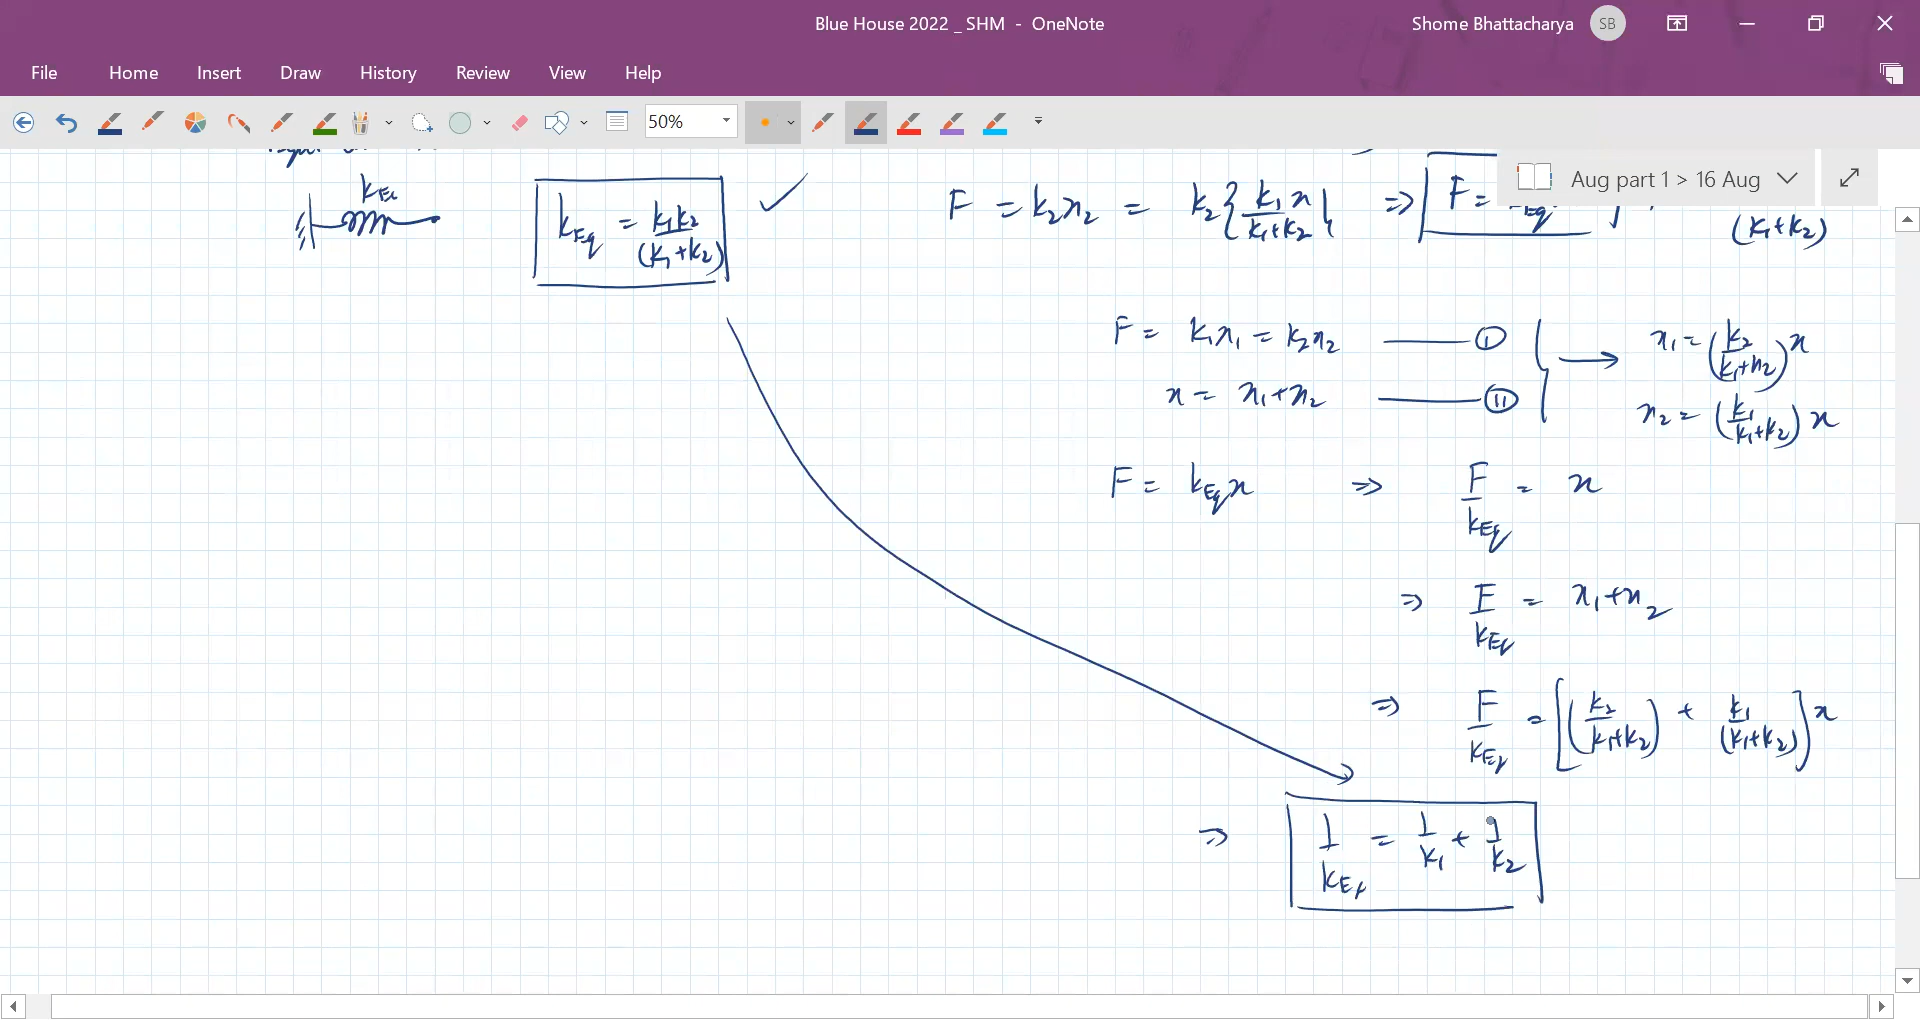 Blue House 2022 _ SHM - OneNote
Shome Bhattacharya SB
File Home Insert Draw History Review View Help
50%
Aug part 1 > 16 Aug
k_Eq
k_Eq = k₁k₂/(k₁+k₂) ✓
F = k₂x₂ = k₂{k₁x/(k₁+k₂)} ⇒ F =
(k₁+k₂)
F = k₁x₁ = k₂x₂ —— (I)
x = x₁+x₂ —— (II)
x₁ = (k₂/(k₁+k₂)) x
x₂ = (k₁/(k₁+k₂)) x
F = k_Eq x ⇒ F/k_Eq = x
⇒ F/k_Eq = x₁+x₂
⇒ F/k_Eq = [(k₂/(k₁+k₂)) + k₁/(k₁+k₂)] x
⇒ 1/k_Eq = 1/k₁ + 1/k₂